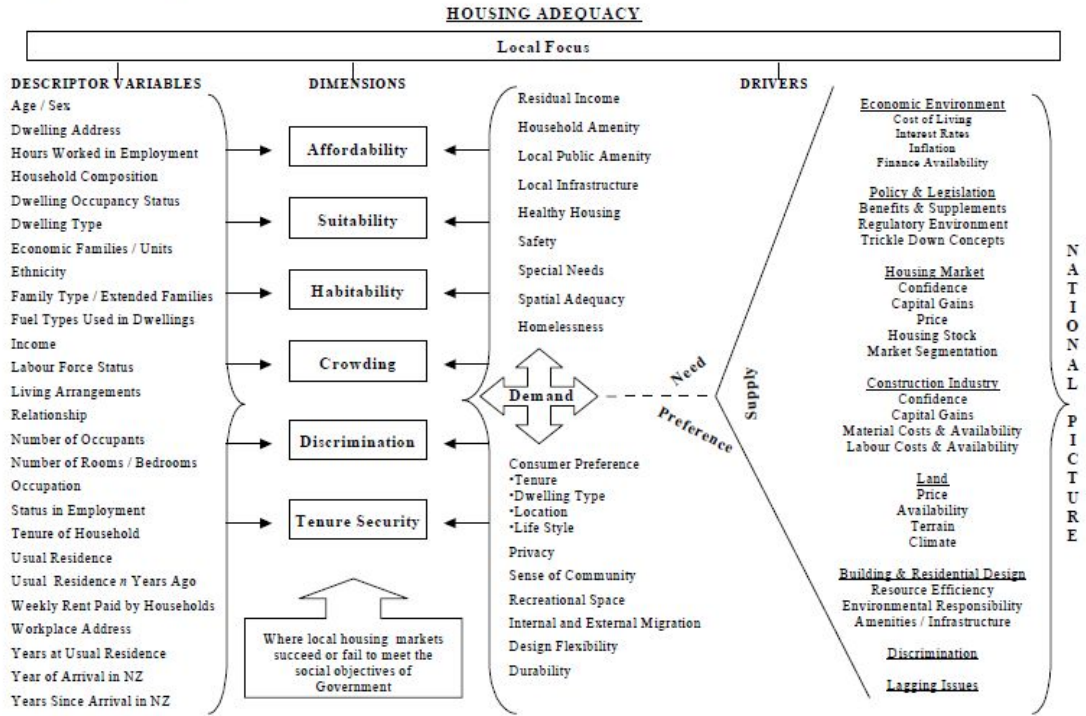 HOUSING ADEQUACY
Local Focus
DESCRIPTOR VARIABLES
Age / Sex
Dwelling Address
Hours Worked in Employment
Household Composition
Dwelling Occupancy Status
Dwelling Type
Economic Families / Units
Ethnicity
Family Type / Extended Families
Fuel Types Used in Dwellings
Income
Labour Force Status
Living Arrangements
Relationship
Number of Occupants
Number of Rooms / Bedrooms
Occupation
Status in Employment
Tenure of Household
Usual Residence
Usual Residence n Years Ago
Weekly Rent Paid by Households
Workplace Address
Years at Usual Residence
Year of Arrival in NZ
Years Since Arrival in NZ
DIMENSIONS
Affordability
Suitability
Habitability
Crowding
Discrimination
Tenure Security
Where local housing markets
succeed or fail to meet the
social objectives of
Government
DRIVERS
Residual Income
Household Amenity
Local Public Amenity
Local Infrastructure
Healthy Housing
Safety
Special Needs
Spatial Adequacy
Homelessness
Demand
Need
Preference
Supply
Consumer Preference
•Tenure
•Dwelling Type
•Location
•Life Style
Privacy
Sense of Community
Recreational Space
Internal and External Migration
Design Flexibility
Durability
Economic Environment
Cost of Living
Interest Rates
Inflation
Finance Availability
Policy & Legislation
Benefits & Supplements
Regulatory Environment
Trickle Down Concepts
Housing Market
Confidence
Capital Gains
Price
Housing Stock
Market Segmentation
Construction Industry
Confidence
Capital Gains
Material Costs & Availability
Labour Costs & Availability
Land
Price
Availability
Terrain
Climate
Building & Residential Design
Resource Efficiency
Environmental Responsibility
Amenities / Infrastructure
Discrimination
Lagging Issues
NATIONAL PICTURE